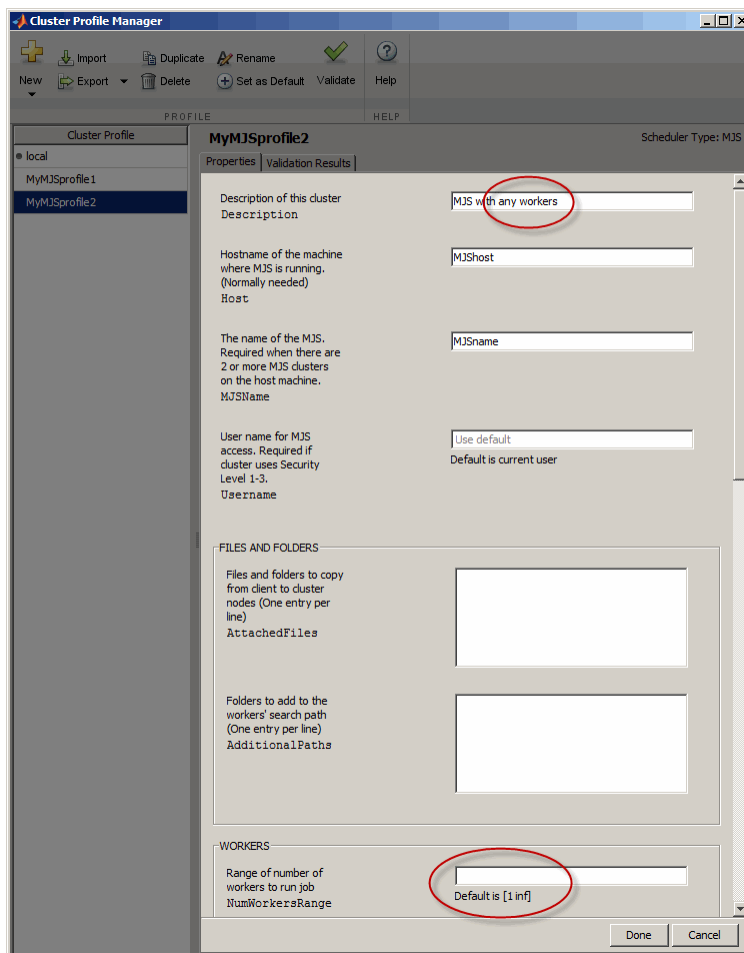 Cluster Profile Manager
New
Import
Export
Duplicate
Delete
Rename
Set as Default
Validate
Help
PROFILE
HELP
Cluster Profile
local
MyMJSprofile1
MyMJSprofile2
MyMJSprofile2
Scheduler Type: MJS
Properties
Validation Results
Description of this cluster
Description
MJS with any workers
Hostname of the machine
where MJS is running.
(Normally needed)
Host
MJShost
The name of the MJS.
Required when there are
2 or more MJS clusters
on the host machine.
MJSName
MJSname
User name for MJS
access. Required if
cluster uses Security
Level 1-3.
Username
Use default
Default is current user
FILES AND FOLDERS
Files and folders to copy
from client to cluster
nodes (One entry per
line)
AttachedFiles
Folders to add to the
workers' search path
(One entry per line)
AdditionalPaths
WORKERS
Range of number of
workers to run job
NumWorkersRange
Default is [1 inf]
Done
Cancel